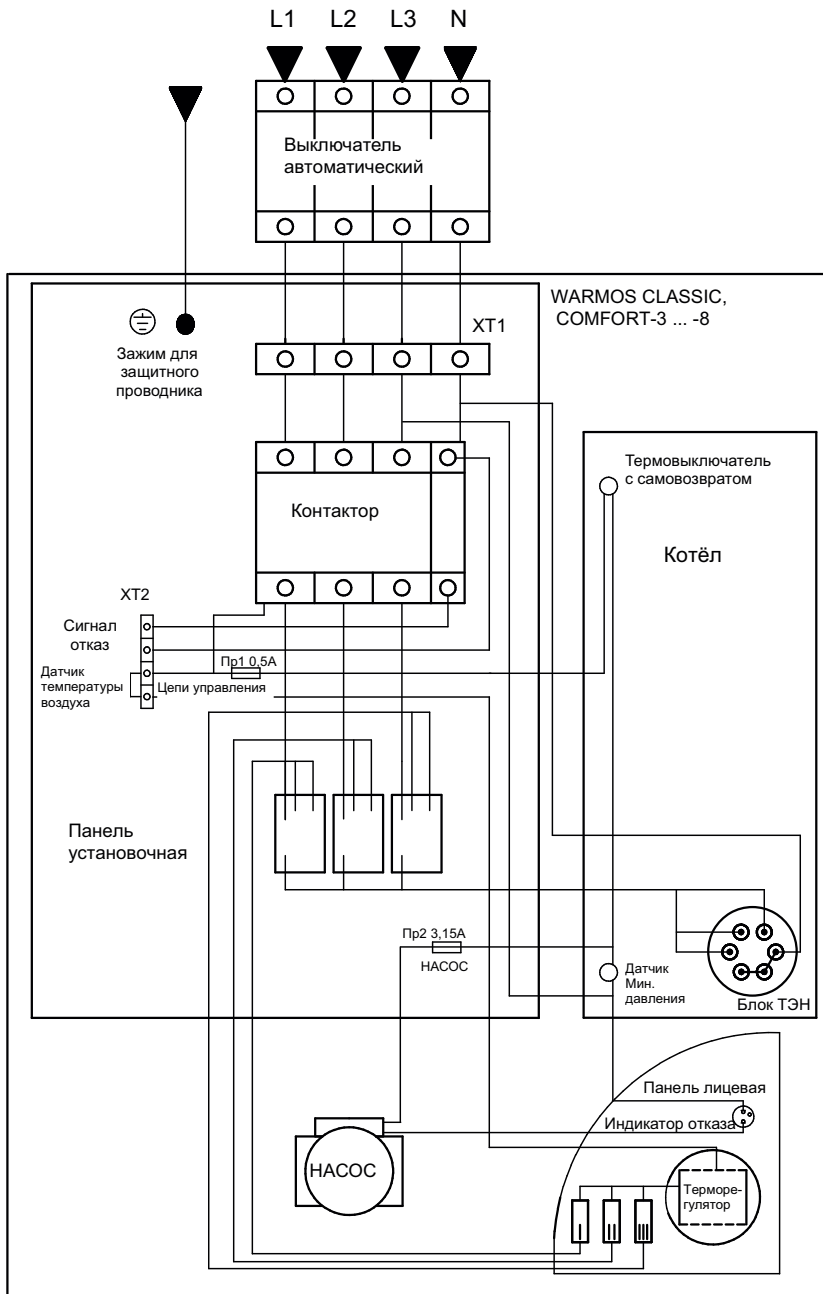 L1 L2 L3 N
Выключатель
автоматический
WARMOS CLASSIC,
COMFORT-3 ... -8
XT1
Зажим для
защитного
проводника
Термовыключатель
с самовозвратом
Контактор
Котёл
XT2
Сигнал
отказ
Пр1 0,5А
Датчик
температуры
воздуха
Цепи управления
Панель
установочная
Пр2 3,15А
НАСОС
Датчик
Мин.
давления
Блок ТЭН
Панель лицевая
Индикатор отказа
НАСОС
Терморе-
гулятор
I II III